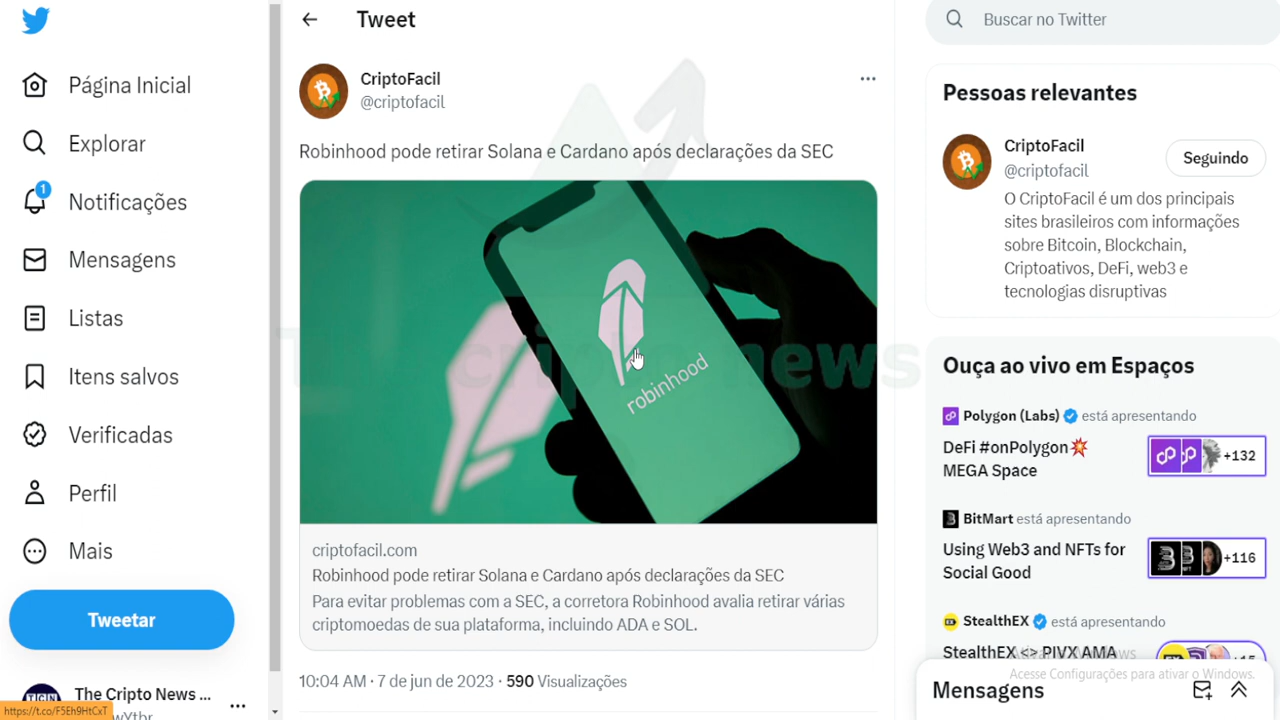 Página Inicial
Explorar
1
Notificações
Mensagens
Listas
Itens salvos
Verificadas
Perfil
Mais
Tweetar
TCN
The Cripto News ...
https://t.co/F5Eh9HtCxT
Tweet
CriptoFacil
@criptofacil
Robinhood pode retirar Solana e Cardano após declarações da SEC
robinhood
cripto news
criptofacil.com
Robinhood pode retirar Solana e Cardano após declarações da SEC
Para evitar problemas com a SEC, a corretora Robinhood avalia retirar várias
criptomoedas de sua plataforma, incluindo ADA e SOL.
10:04 AM · 7 de jun de 2023 · 590 Visualizações
Buscar no Twitter
Pessoas relevantes
CriptoFacil
@criptofacil
Seguindo
O CriptoFacil é um dos principais
sites brasileiros com informações
sobre Bitcoin, Blockchain,
Criptoativos, DeFi, web3 e
tecnologias disruptivas
Ouça ao vivo em Espaços
Polygon (Labs) está apresentando
DeFi #onPolygon
MEGA Space
+132
BitMart está apresentando
Using Web3 and NFTs for
Social Good
+116
StealthEX está apresentando
StealthEX <> PIVX AMA
Acesse Configurações para ativar o Windows.
Mensagens